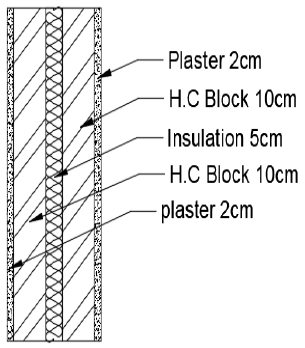 Plaster 2cm
H.C Block 10cm
Insulation 5cm
H.C Block 10cm
plaster 2cm